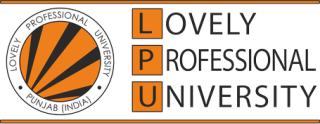 LOVELY PROFESSIONAL UNIVERSITY
• PUNJAB (INDIA) •
LOVELY
PROFESSIONAL
UNIVERSITY